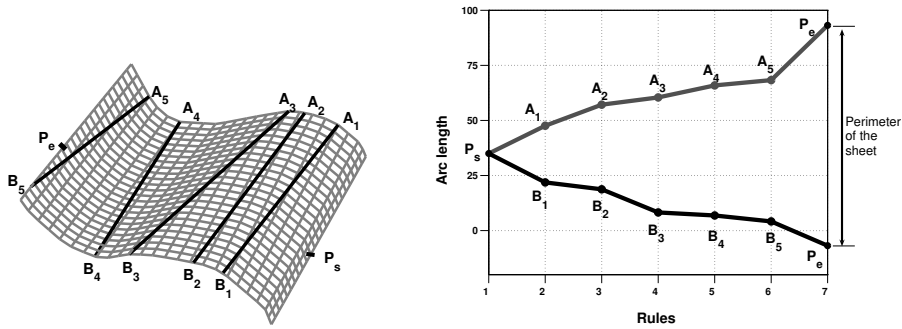 A5
A4
A3
A2
A1
Pe
B5
Ps
B4
B3
B2
B1
Arc length
100
75
50
25
0
Ps
A1
A2
A3
A4
A5
Pe
B1
B2
B3
B4
B5
Pe
Perimeter
of the
sheet
1 2 3 4 5 6 7
Rules